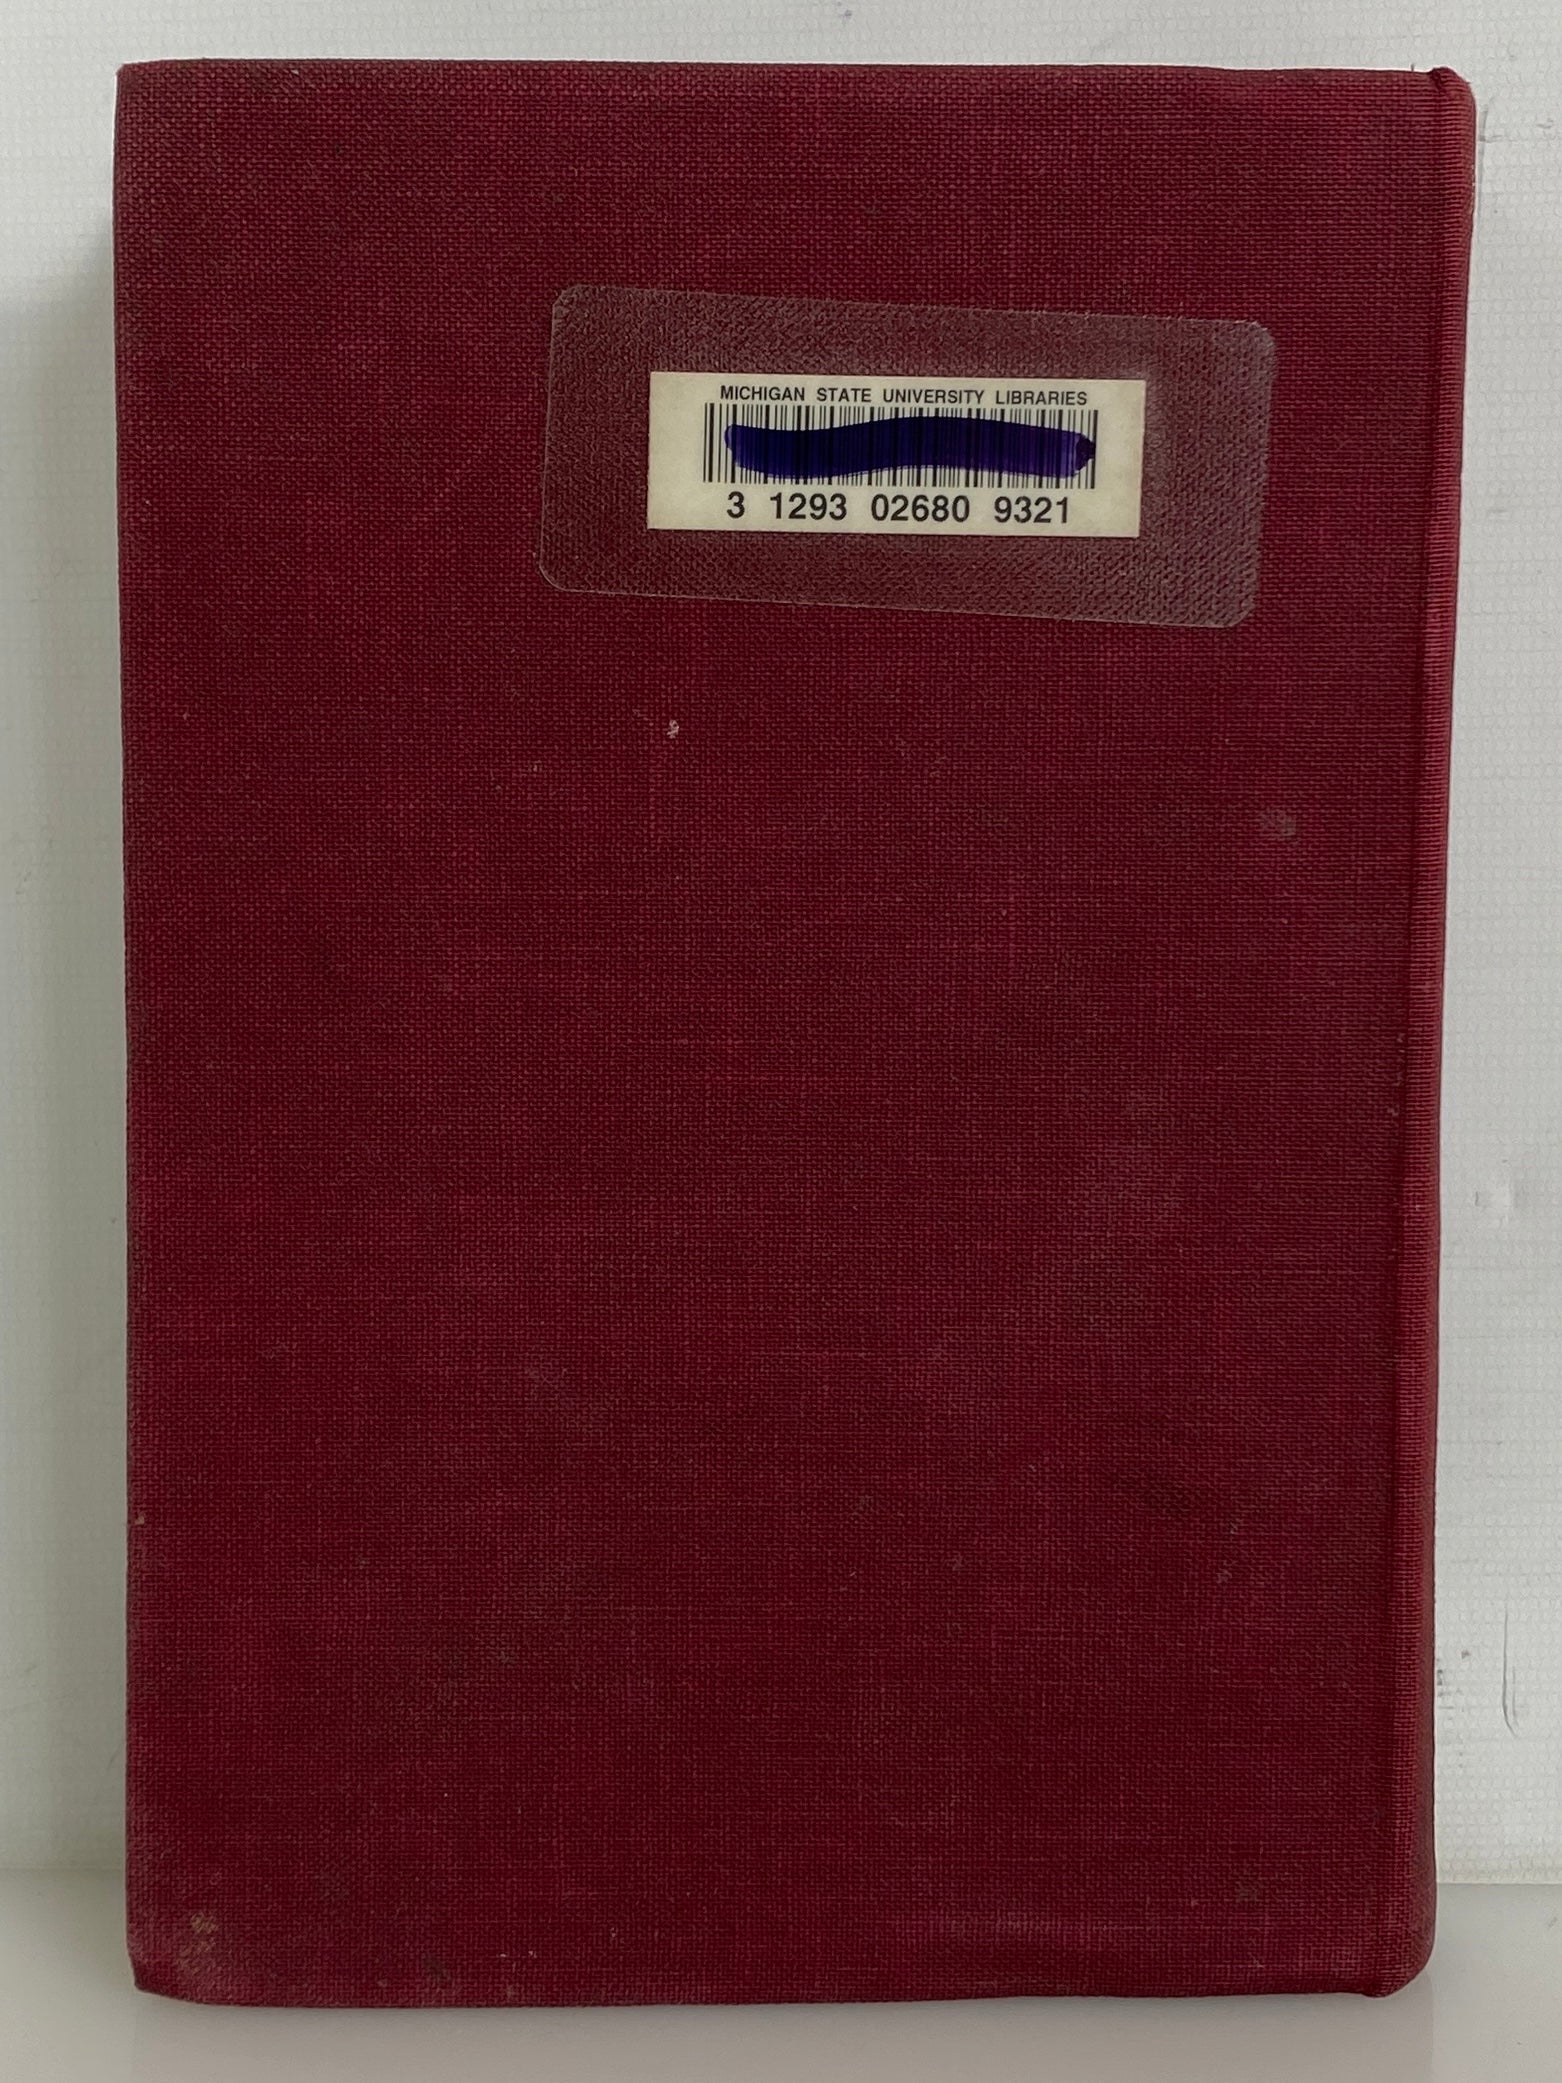 MICHIGAN STATE UNIVERSITY LIBRARIES
3 1293 02680 9321